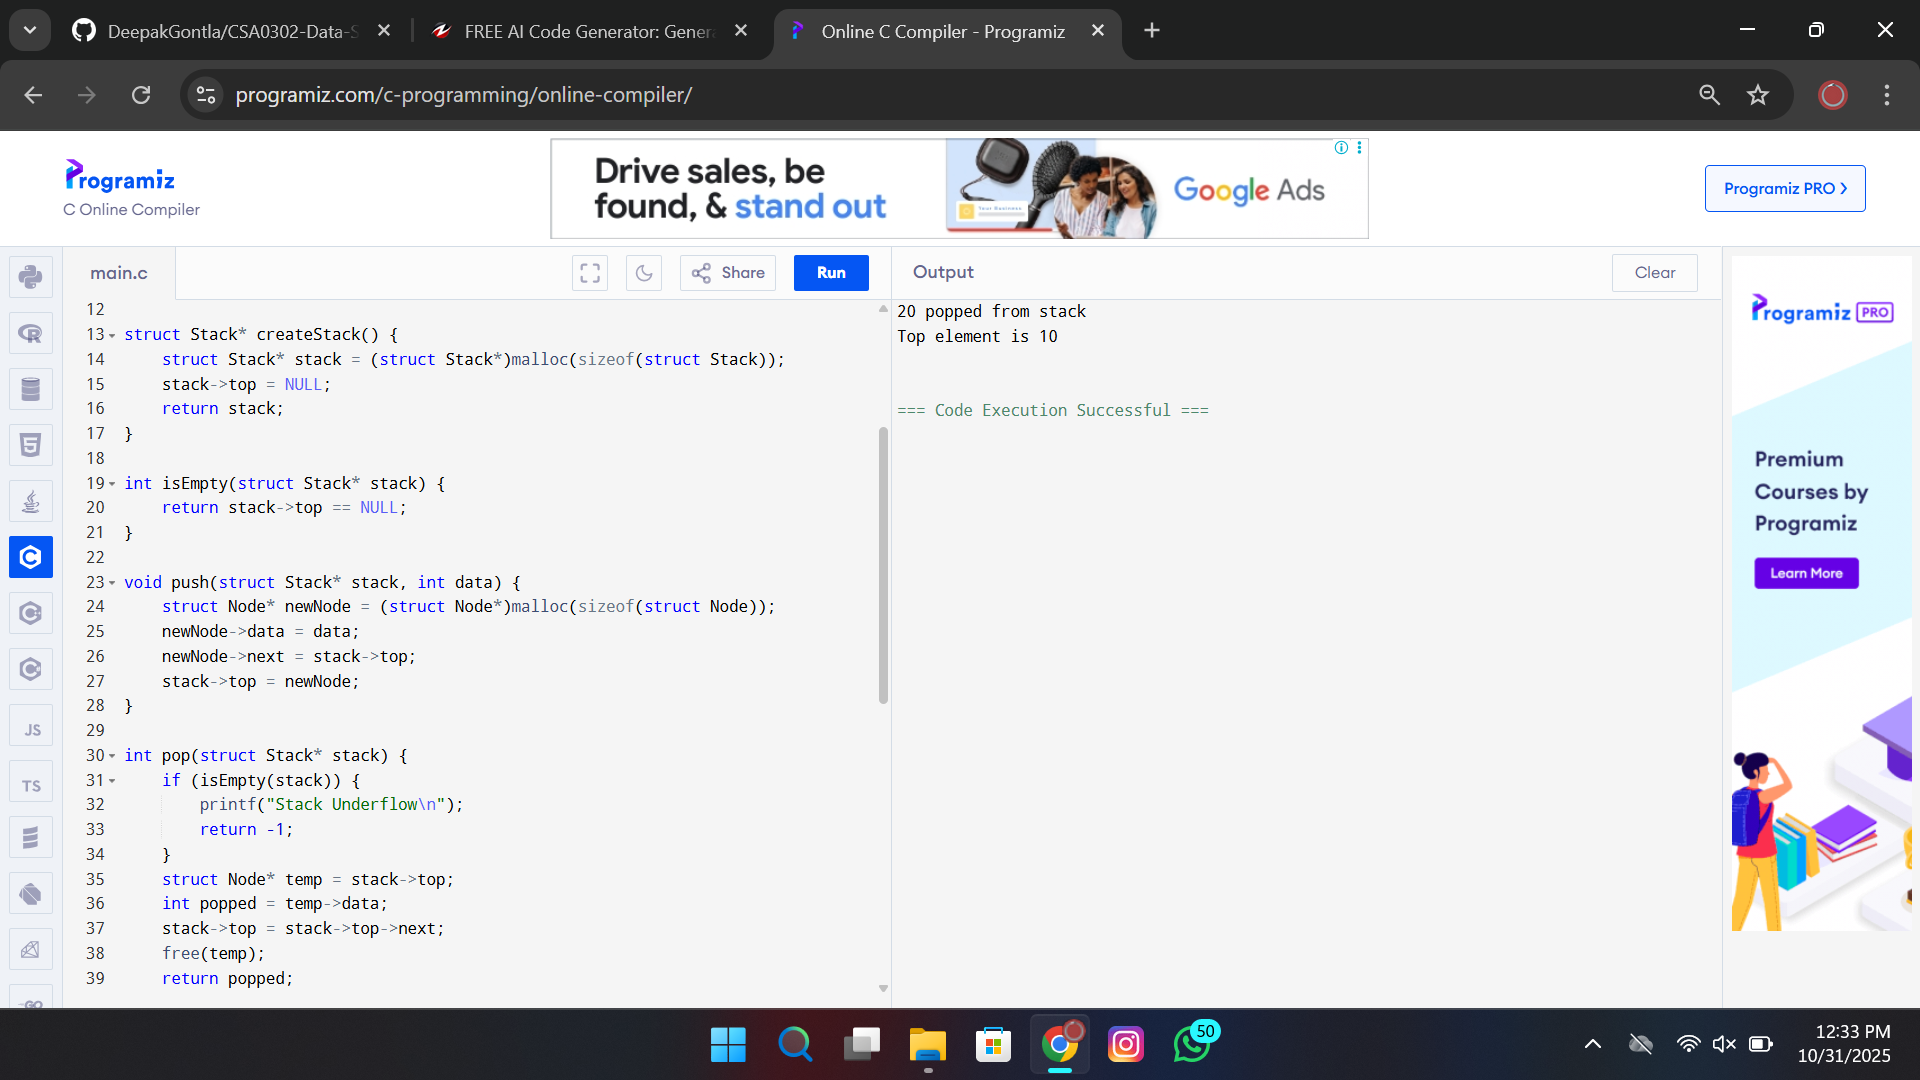 DeepakGontla/CSA0302-Data-S
FREE AI Code Generator: Genera
Online C Compiler - Programiz
programiz.com/c-programming/online-compiler/
Programiz
C Online Compiler
Drive sales, be
found, & stand out
Google Ads
Programiz PRO >
main.c
Share
Run
Output
Clear
12
13 struct Stack* createStack() {
14     struct Stack* stack = (struct Stack*)malloc(sizeof(struct Stack));
15     stack->top = NULL;
16     return stack;
17 }
18
19 int isEmpty(struct Stack* stack) {
20     return stack->top == NULL;
21 }
22
23 void push(struct Stack* stack, int data) {
24     struct Node* newNode = (struct Node*)malloc(sizeof(struct Node));
25     newNode->data = data;
26     newNode->next = stack->top;
27     stack->top = newNode;
28 }
29
30 int pop(struct Stack* stack) {
31     if (isEmpty(stack)) {
32         printf("Stack Underflow\n");
33         return -1;
34     }
35     struct Node* temp = stack->top;
36     int popped = temp->data;
37     stack->top = stack->top->next;
38     free(temp);
39     return popped;
20 popped from stack
Top element is 10
=== Code Execution Successful ===
Programiz PRO
Premium
Courses by
Programiz
Learn More
JS
TS
GO
50
12:33 PM
10/31/2025